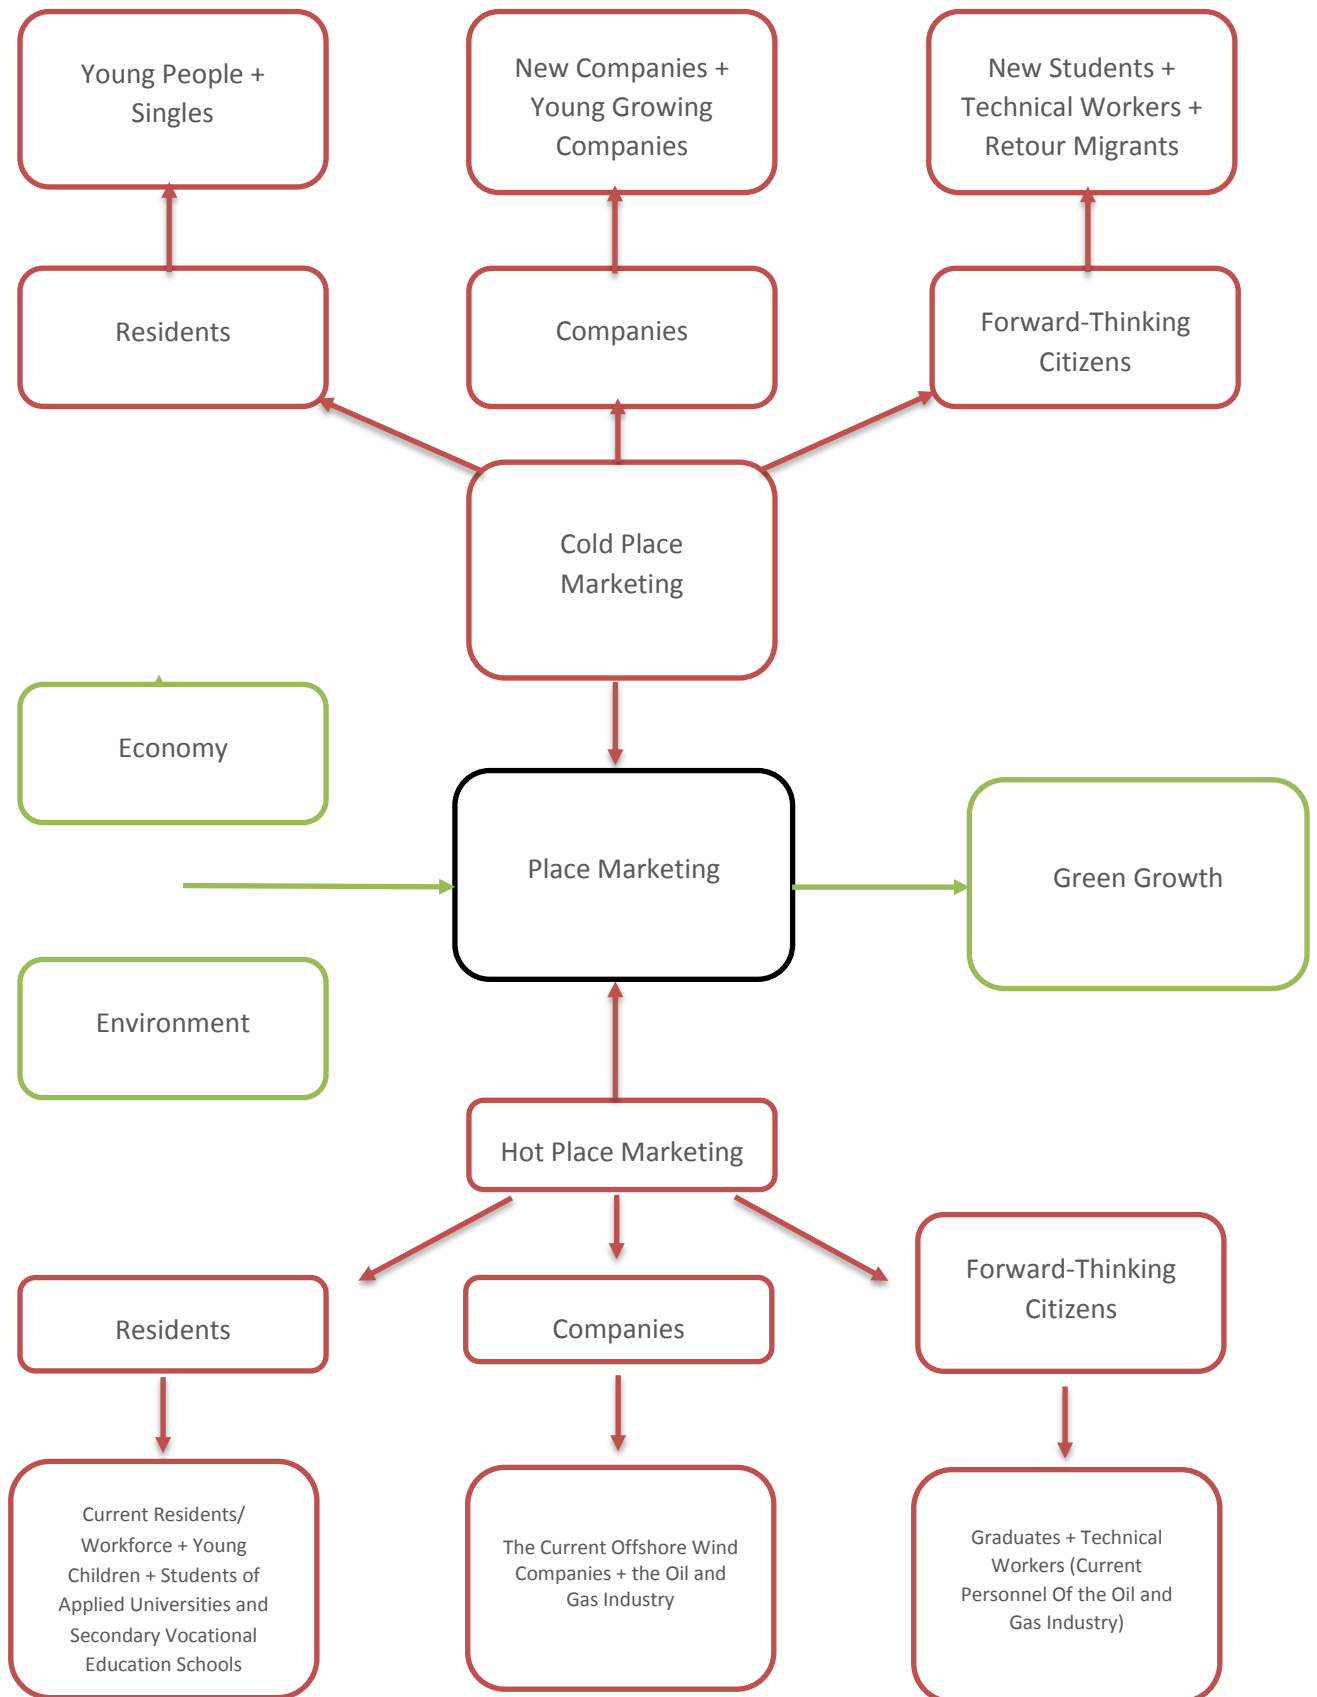 Young People +
Singles
New Companies +
Young Growing
Companies
New Students +
Technical Workers +
Retour Migrants
Residents
Companies
Forward-Thinking
Citizens
Cold Place
Marketing
Economy
Place Marketing
Green Growth
Environment
Hot Place Marketing
Residents
Companies
Forward-Thinking
Citizens
Current Residents/
Workforce + Young
Children + Students of
Applied Universities and
Secondary Vocational
Education Schools
The Current Offshore Wind
Companies + the Oil and
Gas Industry
Graduates + Technical
Workers (Current
Personnel Of the Oil and
Gas Industry)